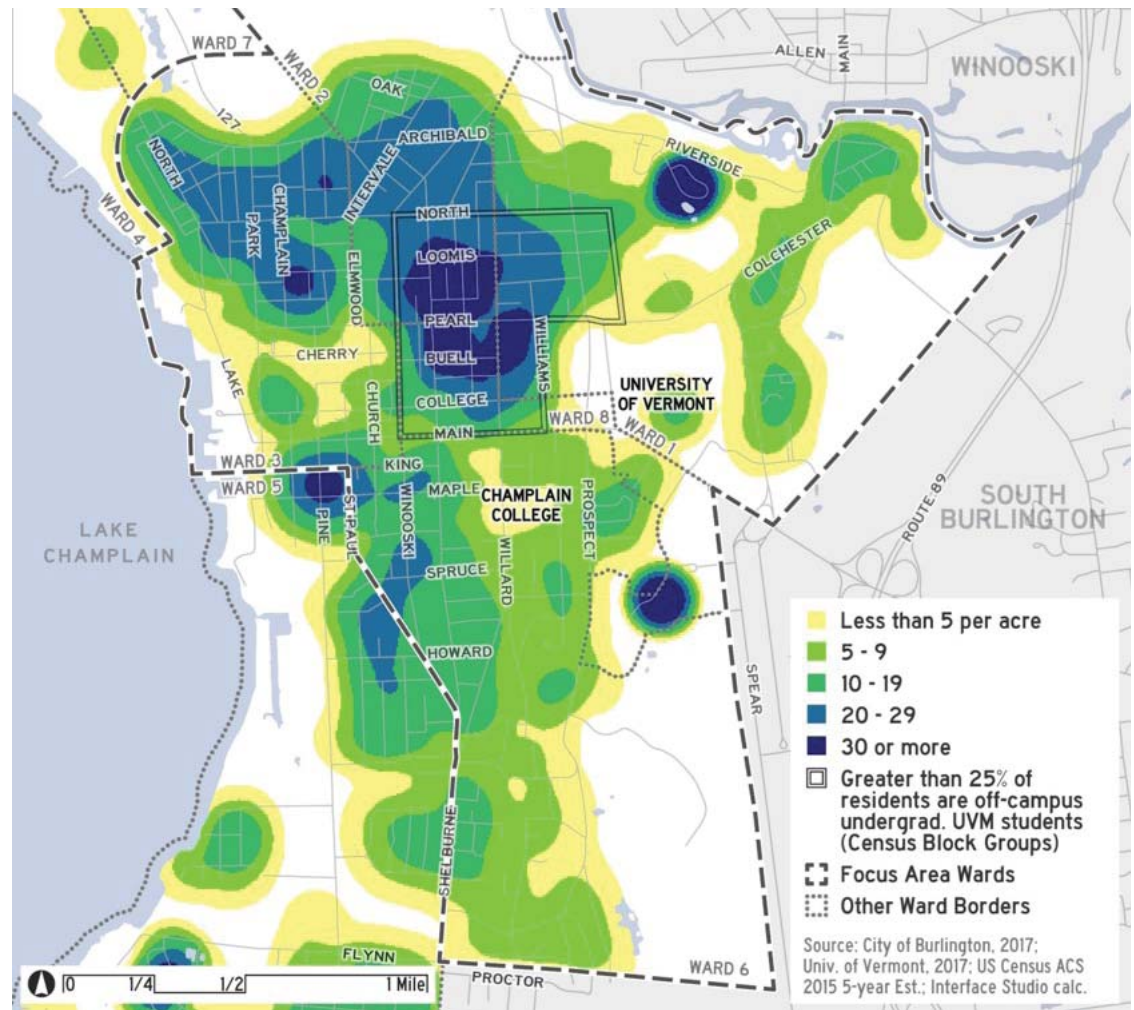 WARD 7
WARD 2
ALLEN
MAIN
WINOOSKI
OAK
127
ARCHIBALD
RIVERSIDE
NORTH
INTERVALE
CHAMPLAIN
PARK
WARD 4
NORTH
LOOMIS
ELMWOOD
COLCHESTER
PEARL
WILLIAMS
CHERRY
BUELL
LAKE
CHURCH
COLLEGE
UNIVERSITY
OF VERMONT
MAIN
WARD 8
WARD 1
WARD 3
WARD 5
KING
MAPLE
WINOOSKI
CHAMPLAIN
COLLEGE
PROSPECT
PINE
ST. PAUL
LAKE
CHAMPLAIN
SOUTH
BURLINGTON
ROUTE 89
SPRUCE
WILLARD
HOWARD
SPEAR
SHELBURNE
FLYNN
PROCTOR
WARD 6
Less than 5 per acre
5 - 9
10 - 19
20 - 29
30 or more
Greater than 25% of
residents are off-campus
undergrad. UVM students
(Census Block Groups)
Focus Area Wards
Other Ward Borders
Source: City of Burlington, 2017;
Univ. of Vermont, 2017; US Census ACS
2015 5-year Est.; Interface Studio calc.
0 1/4 1/2 1 Mile